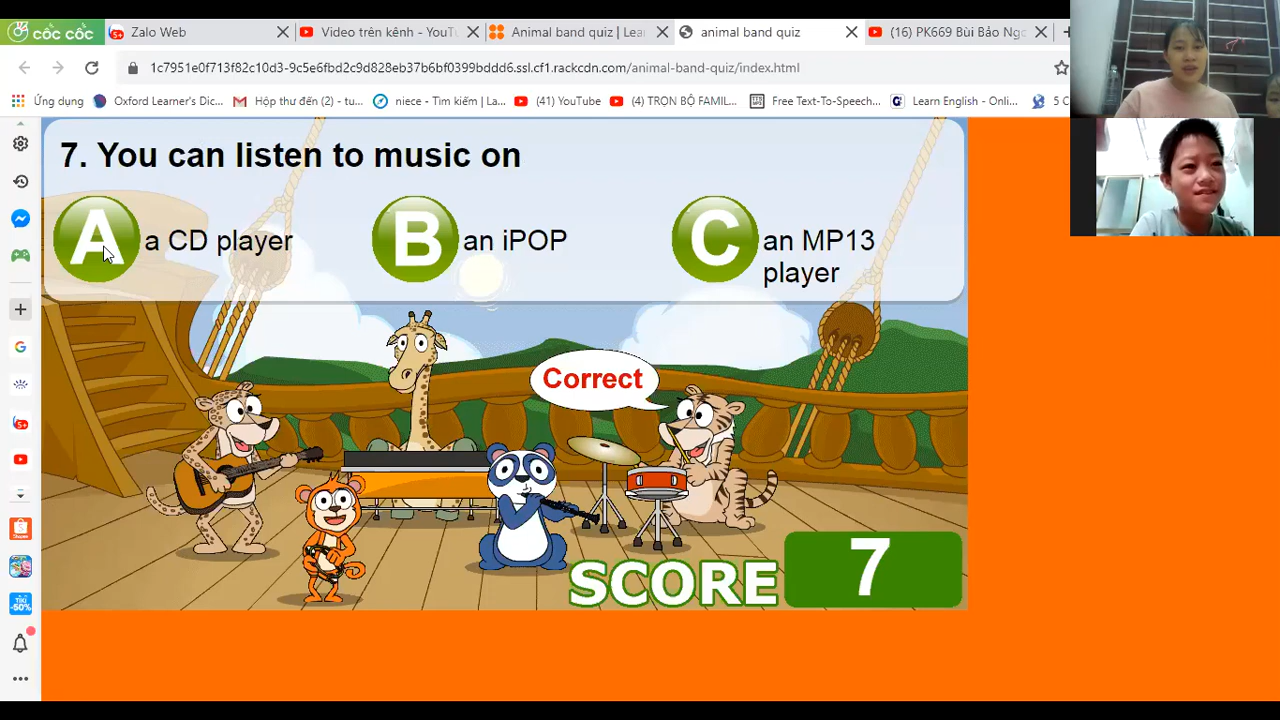 cốc cốc
Zalo Web
Video trên kênh - YouTu
Animal band quiz | Lea
animal band quiz
(16) PK669 Bùi Bảo Ngọ
1c7951e0f713f82c10d3-9c5e6fbd2c9d828eb37b6bf0399bddd6.ssl.cf1.rackcdn.com/animal-band-quiz/index.html
Ứng dụng
Oxford Learner's Dic...
Hộp thư đến (2) - tu...
niece - Tìm kiếm | La...
(41) YouTube
(4) TRỌN BỘ FAM...
Free Text-To-Speech...
Learn English - Onli...
5 C
7. You can listen to music on
A a CD player
B an iPOP
C an MP13
player
Correct
SCORE 7